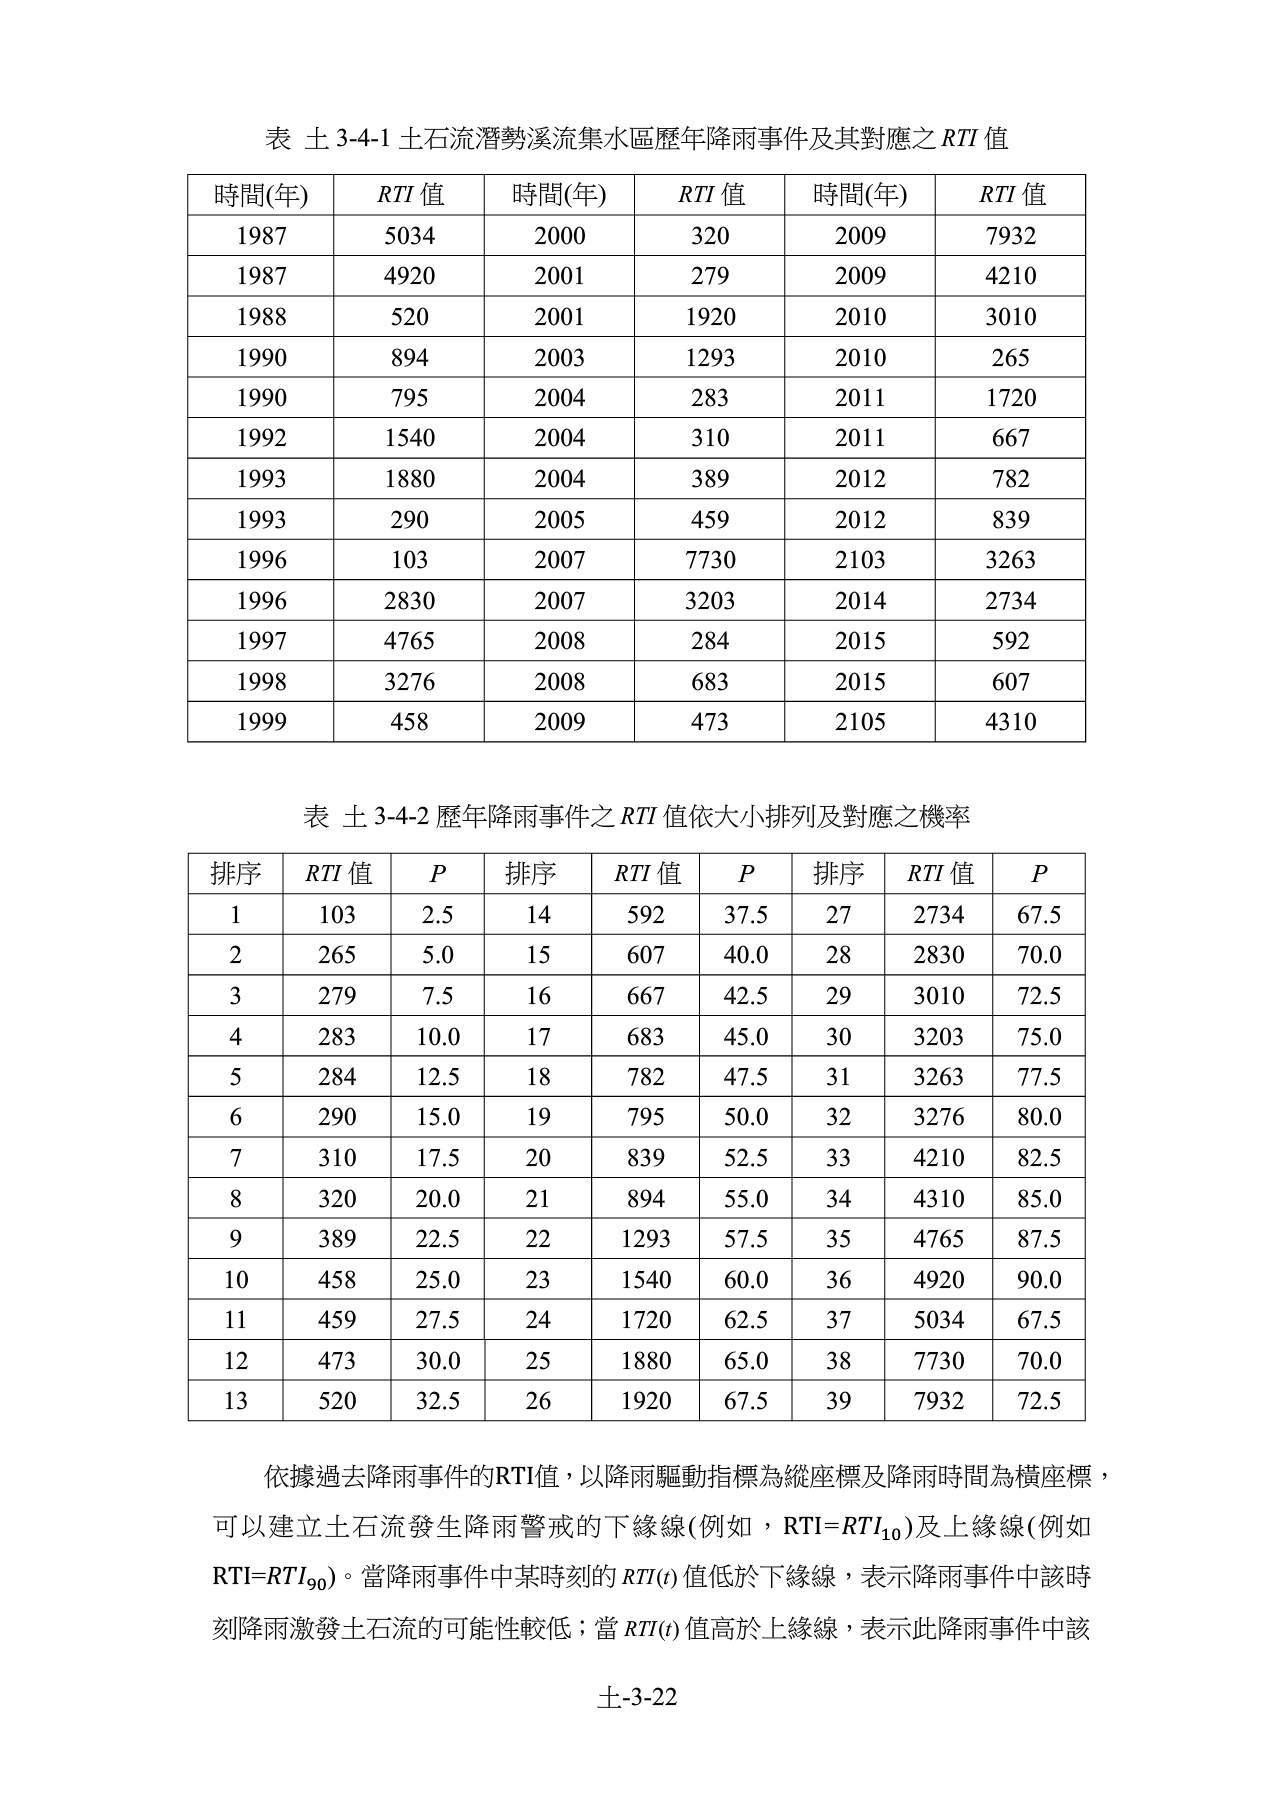 表 土 3-4-1 土石流潛勢溪流集水區歷年降雨事件及其對應之 RTI 值
時間(年) RTI 值 時間(年) RTI 值 時間(年) RTI 值
1987 5034 2000 320 2009 7932
1987 4920 2001 279 2009 4210
1988 520 2001 1920 2010 3010
1990 894 2003 1293 2010 265
1990 795 2004 283 2011 1720
1992 1540 2004 310 2011 667
1993 1880 2004 389 2012 782
1993 290 2005 459 2012 839
1996 103 2007 7730 2103 3263
1996 2830 2007 3203 2014 2734
1997 4765 2008 284 2015 592
1998 3276 2008 683 2015 607
1999 458 2009 473 2105 4310
表 土 3-4-2 歷年降雨事件之 RTI 值依大小排列及對應之機率
排序 RTI 值 P 排序 RTI 值 P 排序 RTI 值 P
1 103 2.5 14 592 37.5 27 2734 67.5
2 265 5.0 15 607 40.0 28 2830 70.0
3 279 7.5 16 667 42.5 29 3010 72.5
4 283 10.0 17 683 45.0 30 3203 75.0
5 284 12.5 18 782 47.5 31 3263 77.5
6 290 15.0 19 795 50.0 32 3276 80.0
7 310 17.5 20 839 52.5 33 4210 82.5
8 320 20.0 21 894 55.0 34 4310 85.0
9 389 22.5 22 1293 57.5 35 4765 87.5
10 458 25.0 23 1540 60.0 36 4920 90.0
11 459 27.5 24 1720 62.5 37 5034 67.5
12 473 30.0 25 1880 65.0 38 7730 70.0
13 520 32.5 26 1920 67.5 39 7932 72.5
依據過去降雨事件的RTI值，以降雨驅動指標為縱座標及降雨時間為橫座標，
可以建立土石流發生降雨警戒的下緣線(例如，RTI=RTI₁₀)及上緣線(例如
RTI=RTI₉₀)。當降雨事件中某時刻的 RTI(t) 值低於下緣線，表示降雨事件中該時
刻降雨激發土石流的可能性較低；當 RTI(t) 值高於上緣線，表示此降雨事件中該
土-3-22